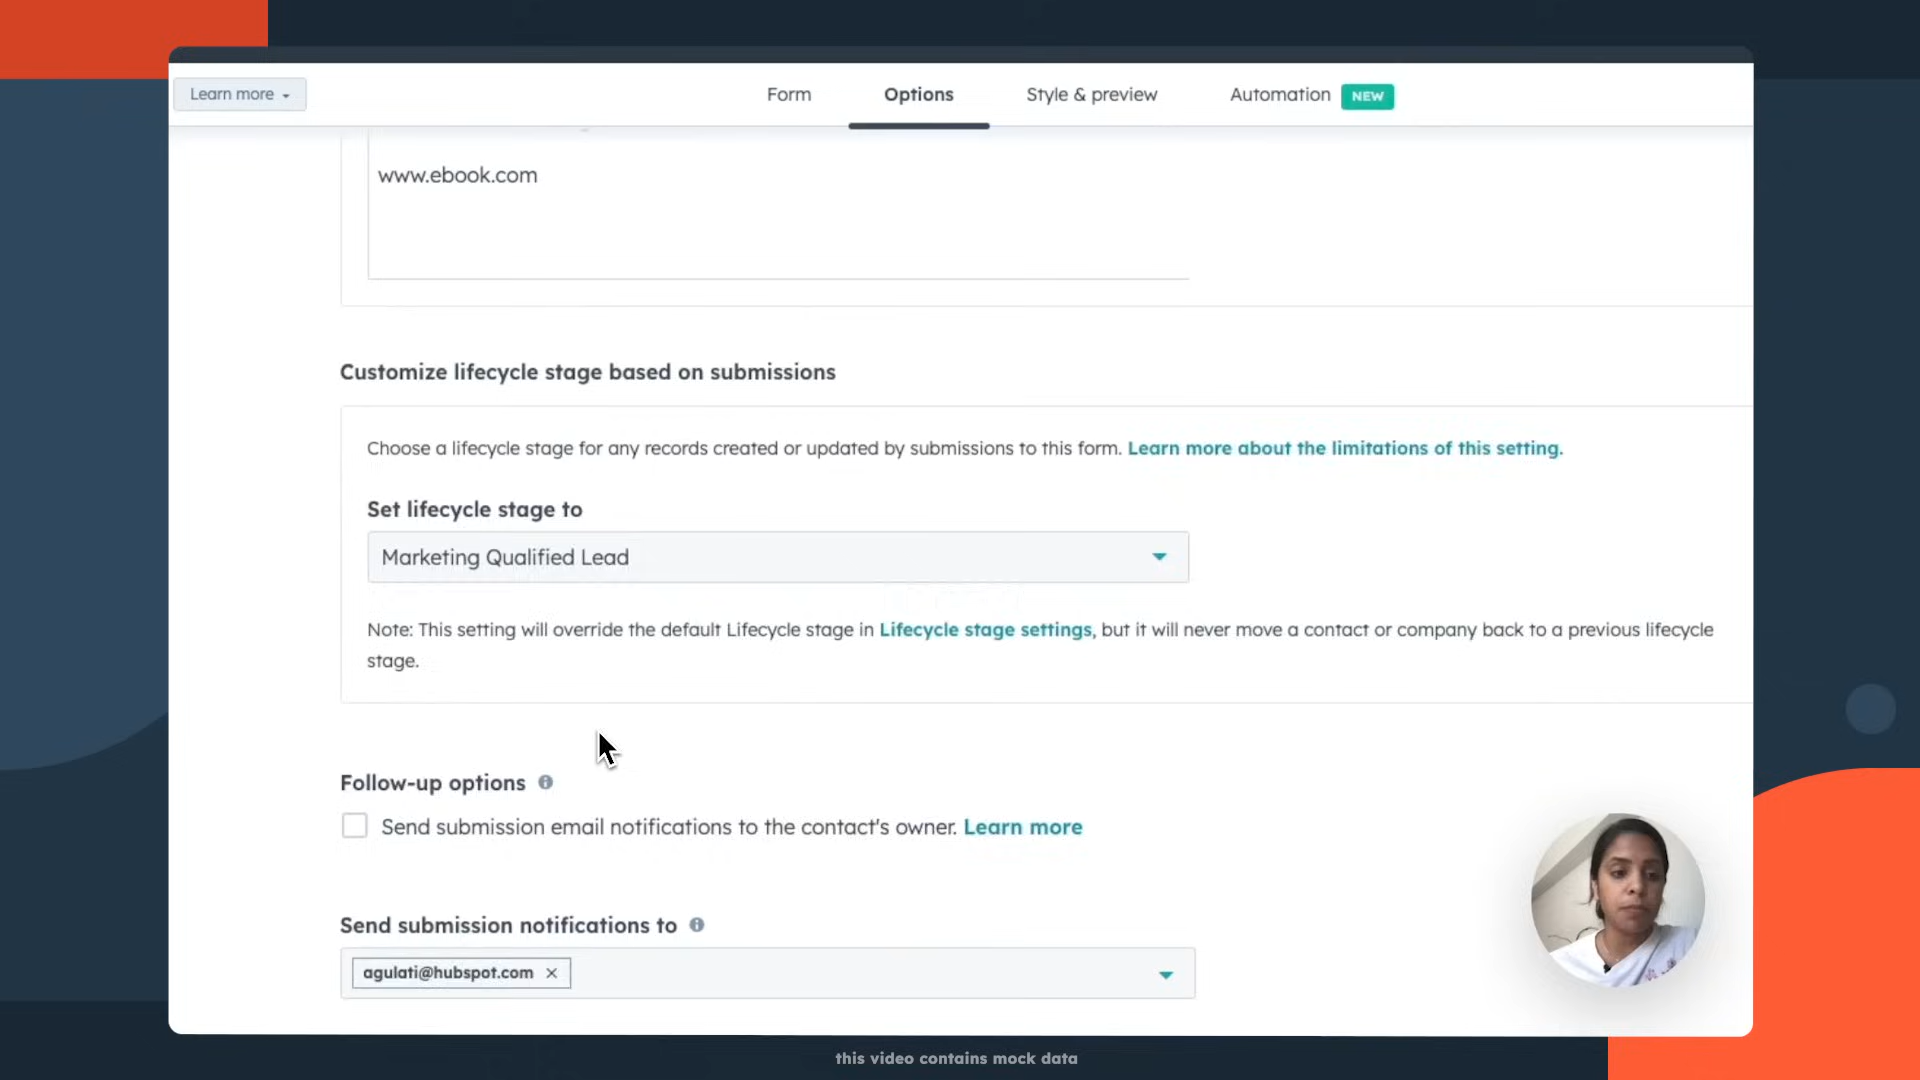 Learn more
Form
Options
Style & preview
Automation
NEW
www.ebook.com
Customize lifecycle stage based on submissions
Choose a lifecycle stage for any records created or updated by submissions to this form. Learn more about the limitations of this setting.
Set lifecycle stage to
Marketing Qualified Lead
Note: This setting will override the default Lifecycle stage in Lifecycle stage settings, but it will never move a contact or company back to a previous lifecycle
stage.
Follow-up options
Send submission email notifications to the contact's owner. Learn more
Send submission notifications to
agulati@hubspot.com
this video contains mock data